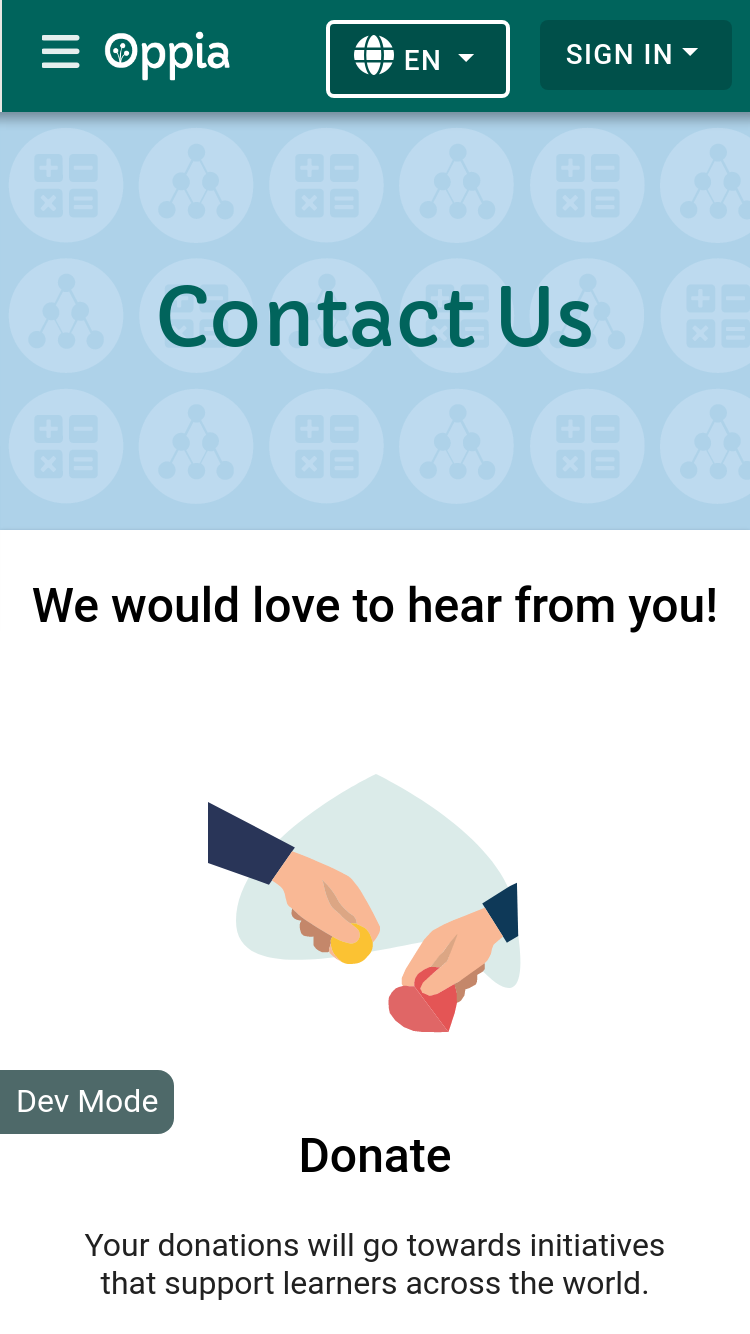 Oppia
EN
SIGN IN
Contact Us
We would love to hear from you!
Dev Mode
Donate
Your donations will go towards initiatives
that support learners across the world.